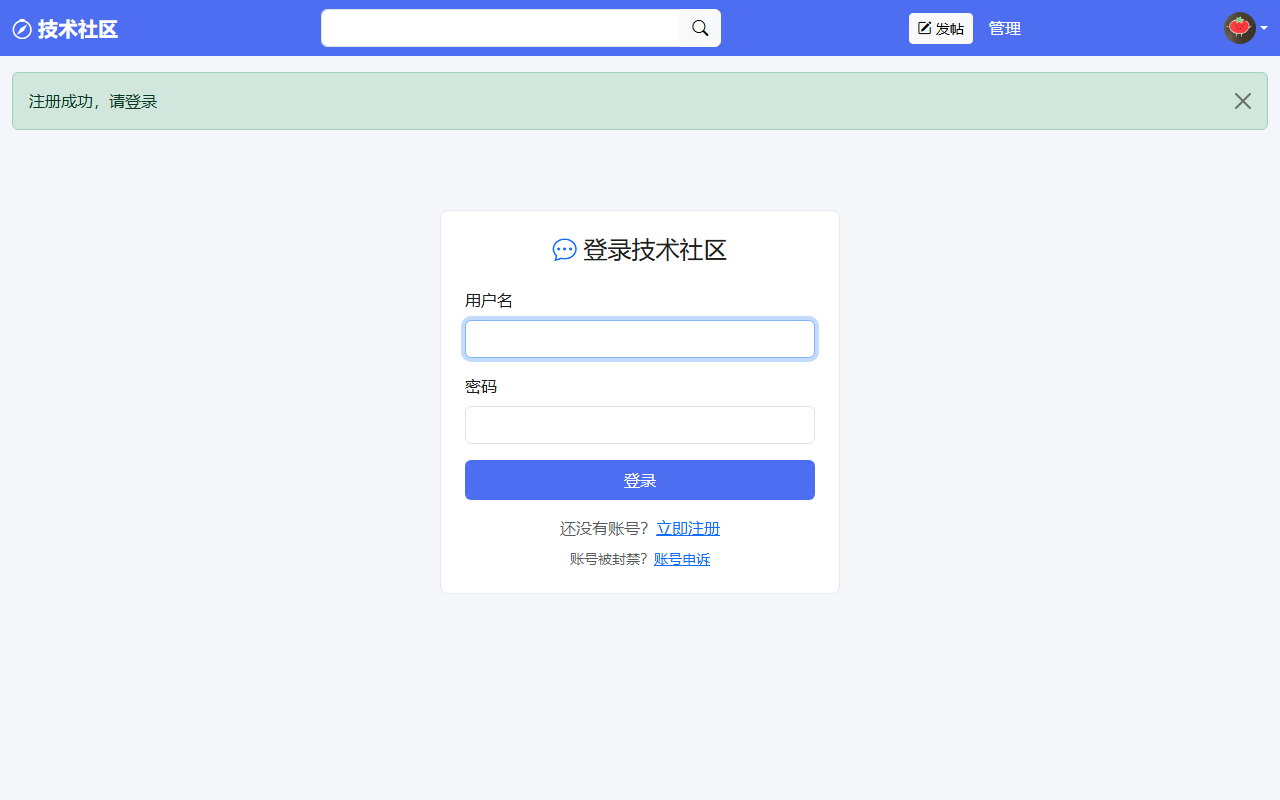 技术社区
发帖
管理
注册成功，请登录
登录技术社区
用户名
密码
登录
还没有账号？立即注册
账号被封禁？账号申诉